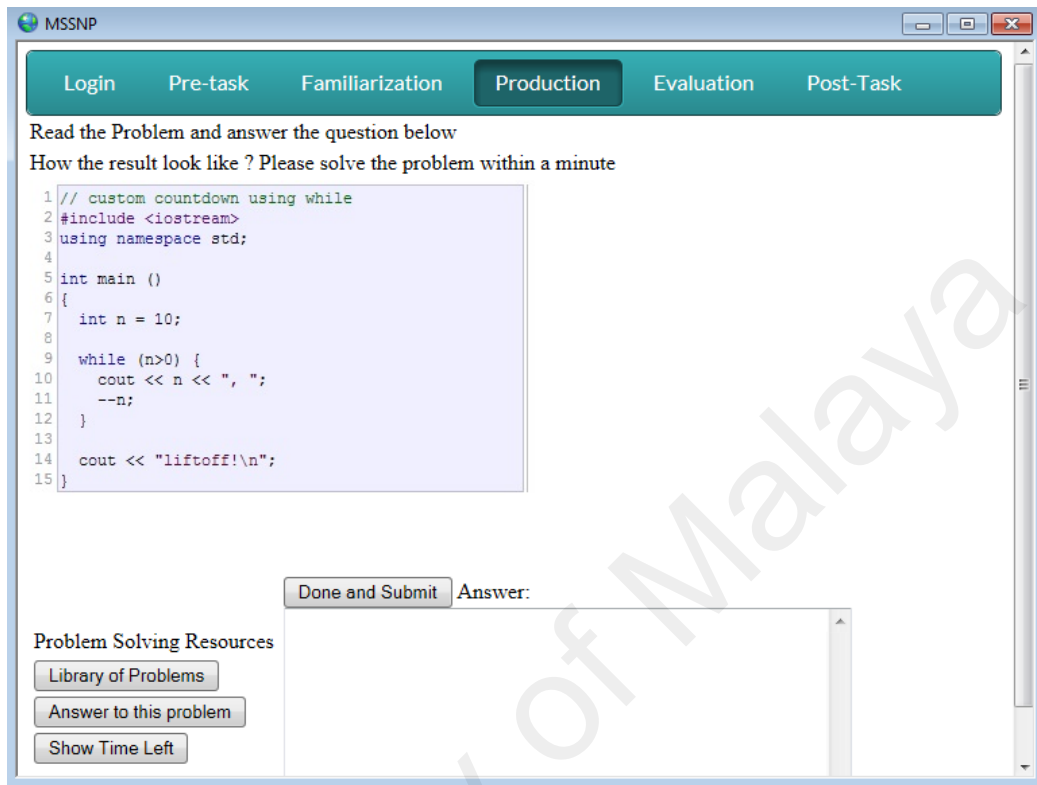 MSSNP
Login Pre-task Familiarization Production Evaluation Post-Task
Read the Problem and answer the question below
How the result look like ? Please solve the problem within a minute
1 // custom countdown using while
2 #include <iostream>
3 using namespace std;
4
5 int main ()
6 {
7   int n = 10;
8
9   while (n>0) {
10     cout << n << ", ";
11     --n;
12   }
13
14   cout << "liftoff!\n";
15 }
Done and Submit Answer:
Problem Solving Resources
Library of Problems
Answer to this problem
Show Time Left
of Malaya